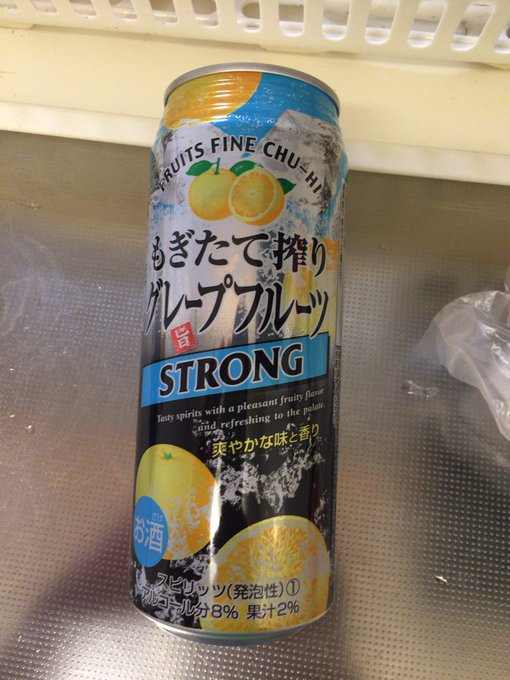 FRUITS FINE CHU-HI
もぎたて搾り
グレープフルーツ
旨
STRONG
Tasty spirits with a pleasant fruity flavor
and refreshing to the palate.
爽やかな味と香り
お酒
スピリッツ(発泡性)①
アルコール分8% 果汁2%